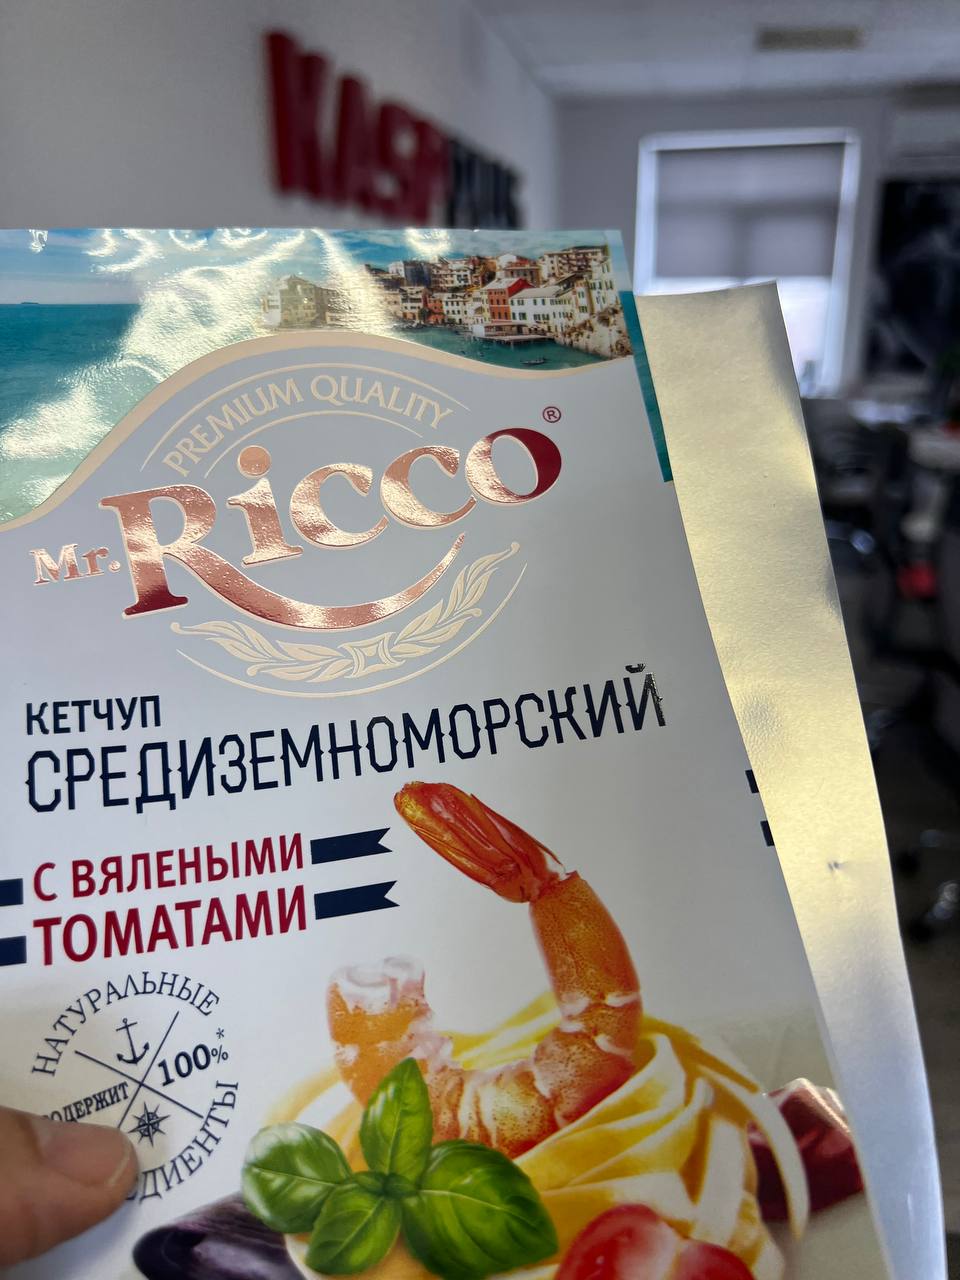 PREMIUM QUALITY
Mr. Ricco®
КЕТЧУП
СРЕДИЗЕМНОМОРСКИЙ
С ВЯЛЕНЫМИ
ТОМАТАМИ
НАТУРАЛЬНЫЕ
100%*